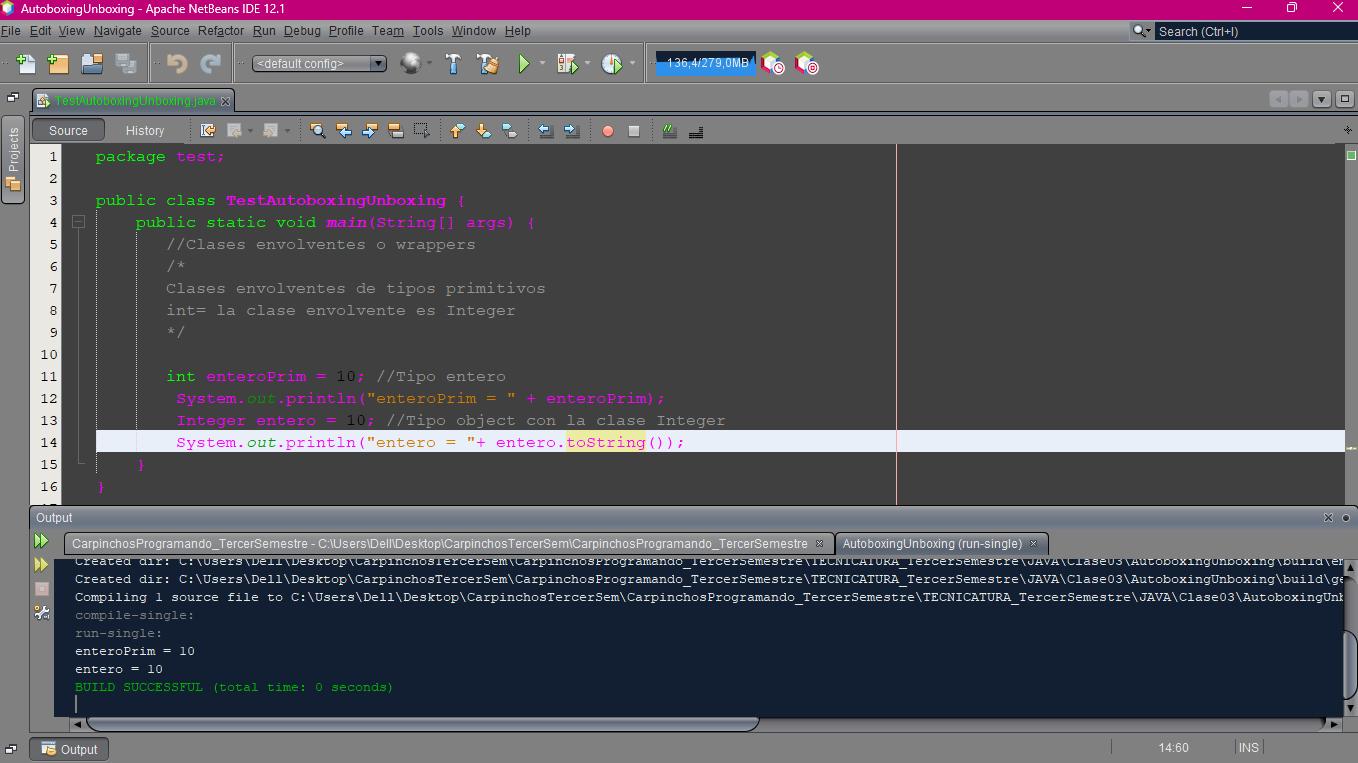 AutoboxingUnboxing - Apache NetBeans IDE 12.1
File Edit View Navigate Source Refactor Run Debug Profile Team Tools Window Help
Search (Ctrl+I)
<default config>
136,4/279,0MB
TestAutoboxingUnboxing.java
Projects
Source History
1 package test;
2
3 public class TestAutoboxingUnboxing {
4 public static void main(String[] args) {
5 //Clases envolventes o wrappers
6 /*
7 Clases envolventes de tipos primitivos
8 int= la clase envolvente es Integer
9 */
10
11 int enteroPrim = 10; //Tipo entero
12 System.out.println("enteroPrim = " + enteroPrim);
13 Integer entero = 10; //Tipo object con la clase Integer
14 System.out.println("entero = "+ entero.toString());
15 }
16 }
Output
CarpinchosProgramando_TercerSemestre - C:\Users\Dell\Desktop\CarpinchosTercerSem\CarpinchosProgramando_TercerSemestre
AutoboxingUnboxing (run-single)
Created dir: C:\Users\Dell\Desktop\CarpinchosTercerSem\CarpinchosProgramando_TercerSemestre\TECNICATURA_TercerSemestre\JAVA\Clase03\AutoboxingUnboxing\build\en
Created dir: C:\Users\Dell\Desktop\CarpinchosTercerSem\CarpinchosProgramando_TercerSemestre\TECNICATURA_TercerSemestre\JAVA\Clase03\AutoboxingUnboxing\build\ge
Compiling 1 source file to C:\Users\Dell\Desktop\CarpinchosTercerSem\CarpinchosProgramando_TercerSemestre\TECNICATURA_TercerSemestre\JAVA\Clase03\AutoboxingUnb
compile-single:
run-single:
enteroPrim = 10
entero = 10
BUILD SUCCESSFUL (total time: 0 seconds)
Output
14:60
INS